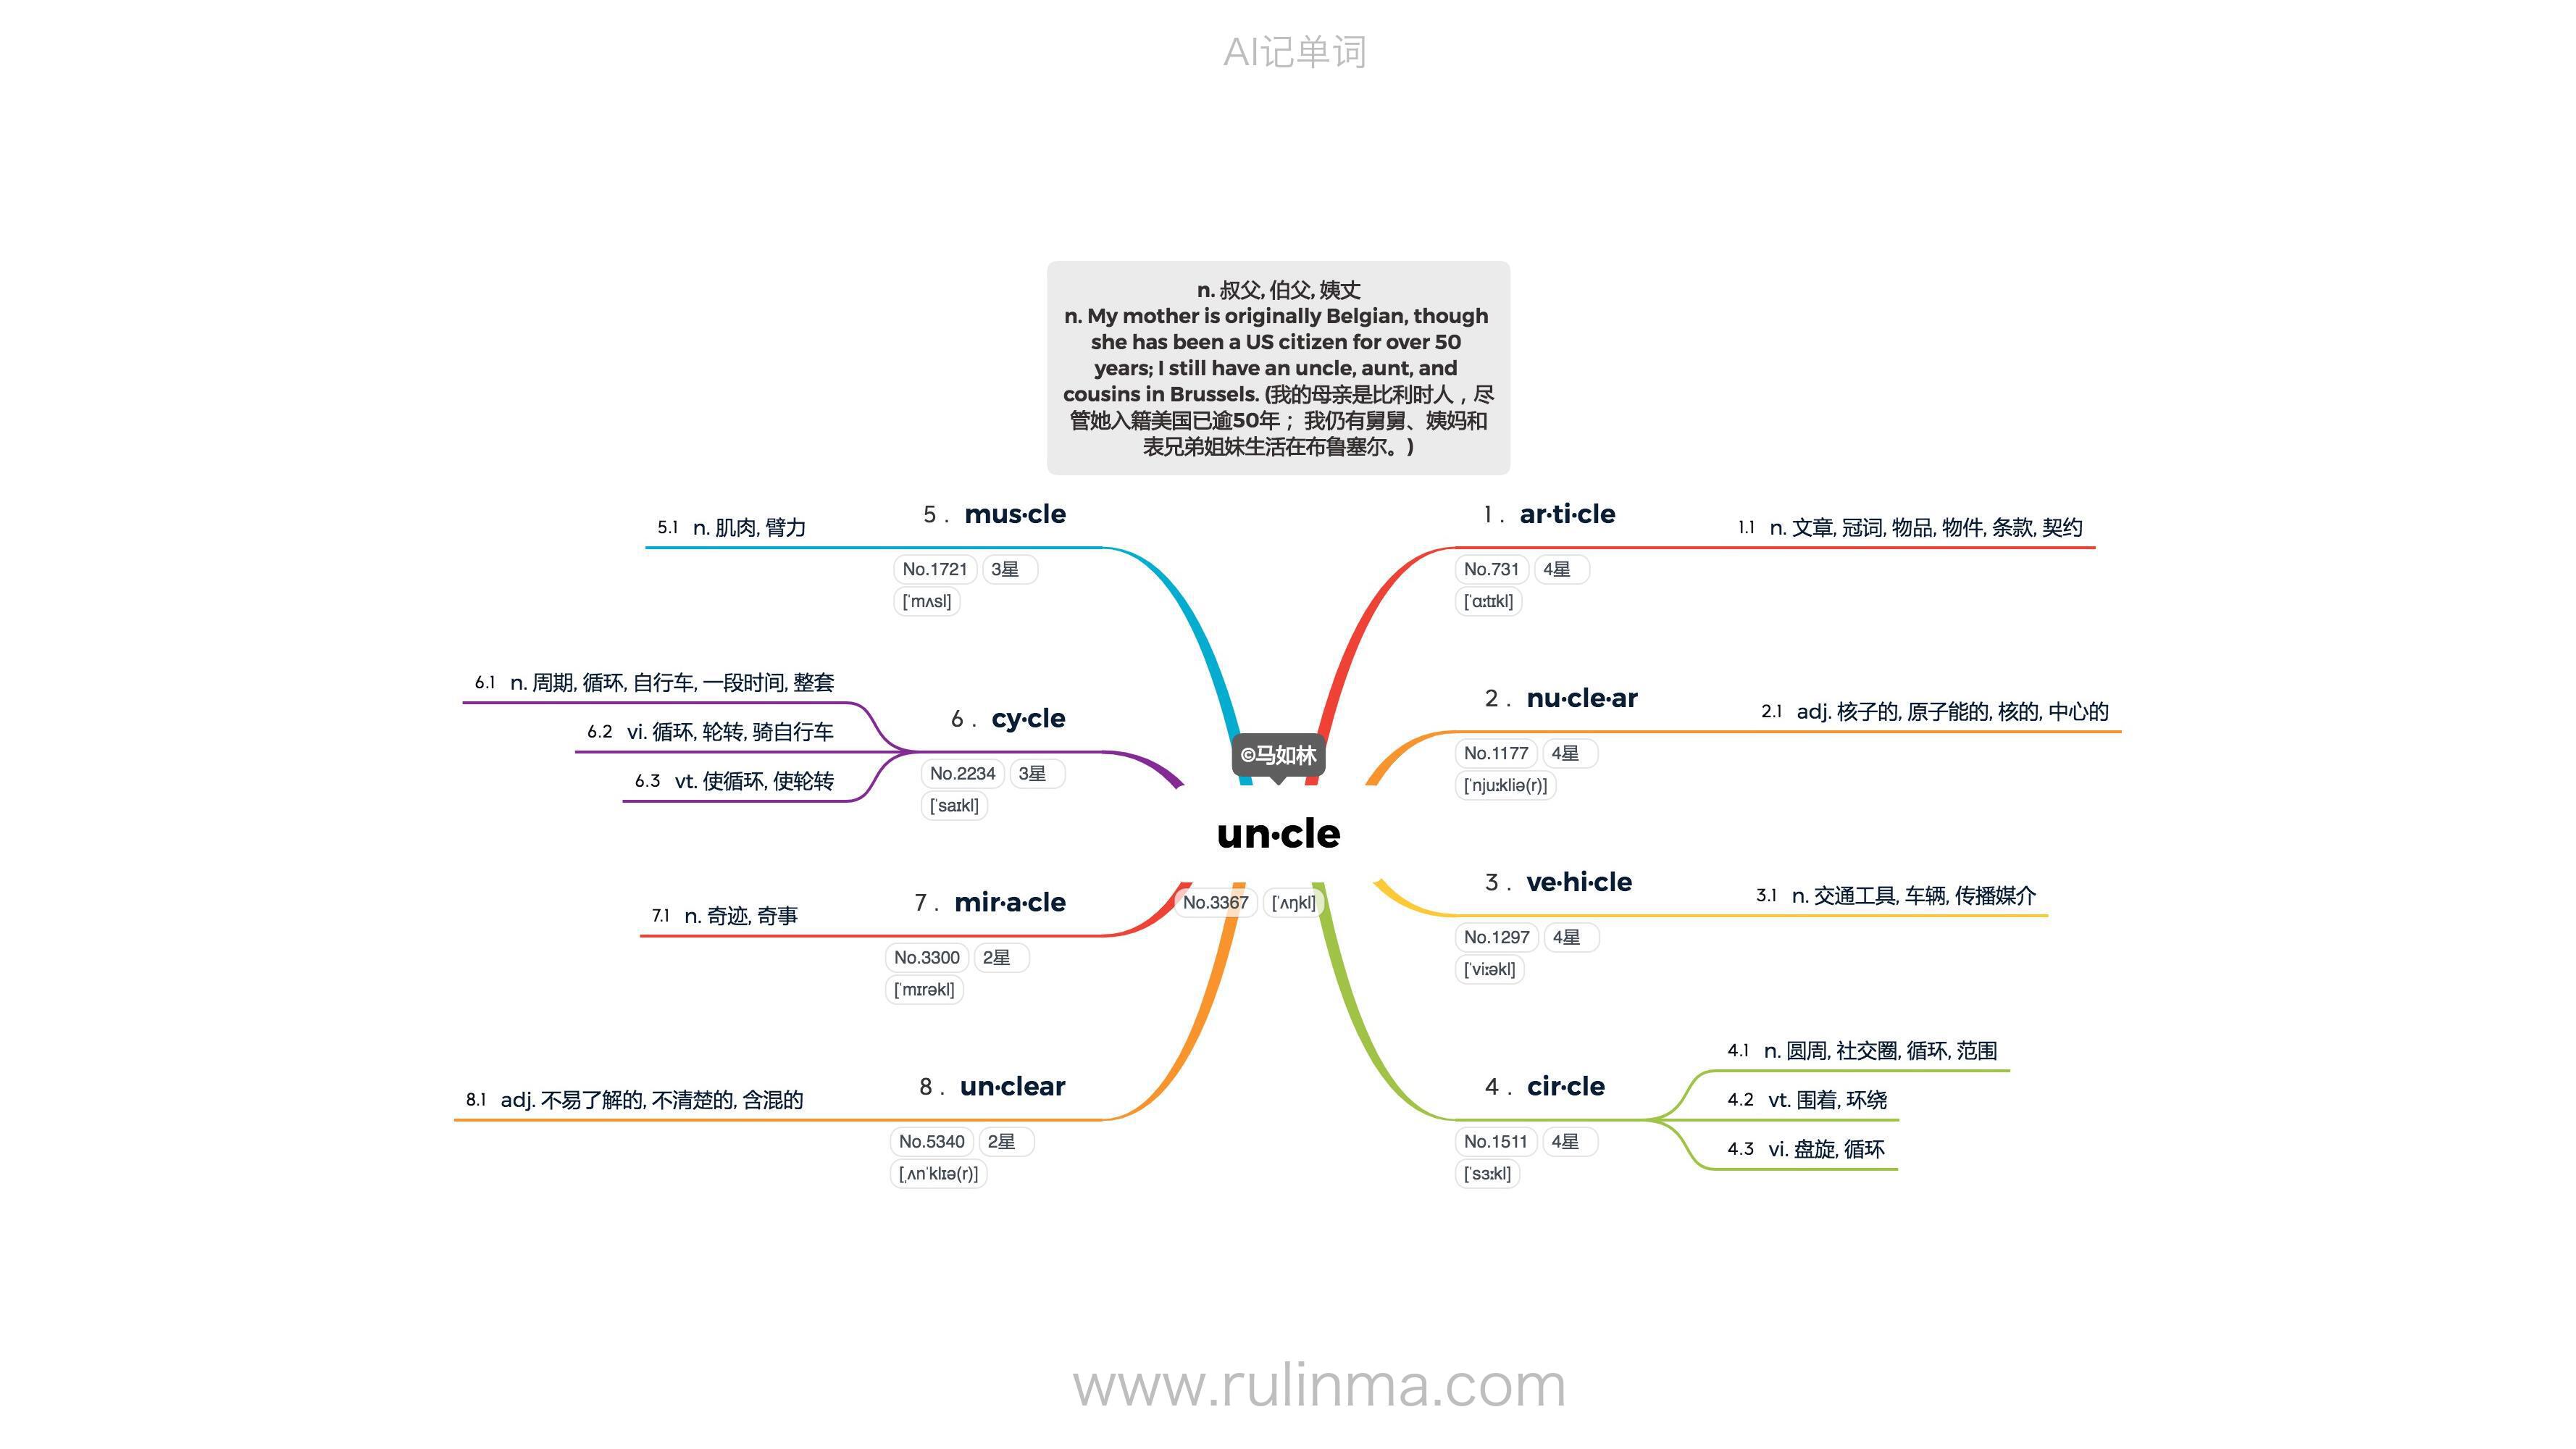 AI记单词
n. 叔父, 伯父, 姨丈
n. My mother is originally Belgian, though
she has been a US citizen for over 50
years; I still have an uncle, aunt, and
cousins in Brussels. (我的母亲是比利时人，尽
管她入籍美国已逾50年； 我仍有舅舅、姨妈和
表兄弟姐妹生活在布鲁塞尔。)
©马如林
un·cle
No.3367 [ˈʌŋkl]
1 . ar·ti·cle
No.731 4星
[ˈɑːtɪkl]
1.1 n. 文章, 冠词, 物品, 物件, 条款, 契约
2 . nu·cle·ar
No.1177 4星
[ˈnjuːkliə(r)]
2.1 adj. 核子的, 原子能的, 核的, 中心的
3 . ve·hi·cle
No.1297 4星
[ˈviːəkl]
3.1 n. 交通工具, 车辆, 传播媒介
4 . cir·cle
No.1511 4星
[ˈsɜːkl]
4.1 n. 圆周, 社交圈, 循环, 范围
4.2 vt. 围着, 环绕
4.3 vi. 盘旋, 循环
5 . mus·cle
No.1721 3星
[ˈmʌsl]
5.1 n. 肌肉, 臂力
6 . cy·cle
No.2234 3星
[ˈsaɪkl]
6.1 n. 周期, 循环, 自行车, 一段时间, 整套
6.2 vi. 循环, 轮转, 骑自行车
6.3 vt. 使循环, 使轮转
7 . mir·a·cle
No.3300 2星
[ˈmɪrəkl]
7.1 n. 奇迹, 奇事
8 . un·clear
No.5340 2星
[ˌʌnˈklɪə(r)]
8.1 adj. 不易了解的, 不清楚的, 含混的
www.rulinma.com